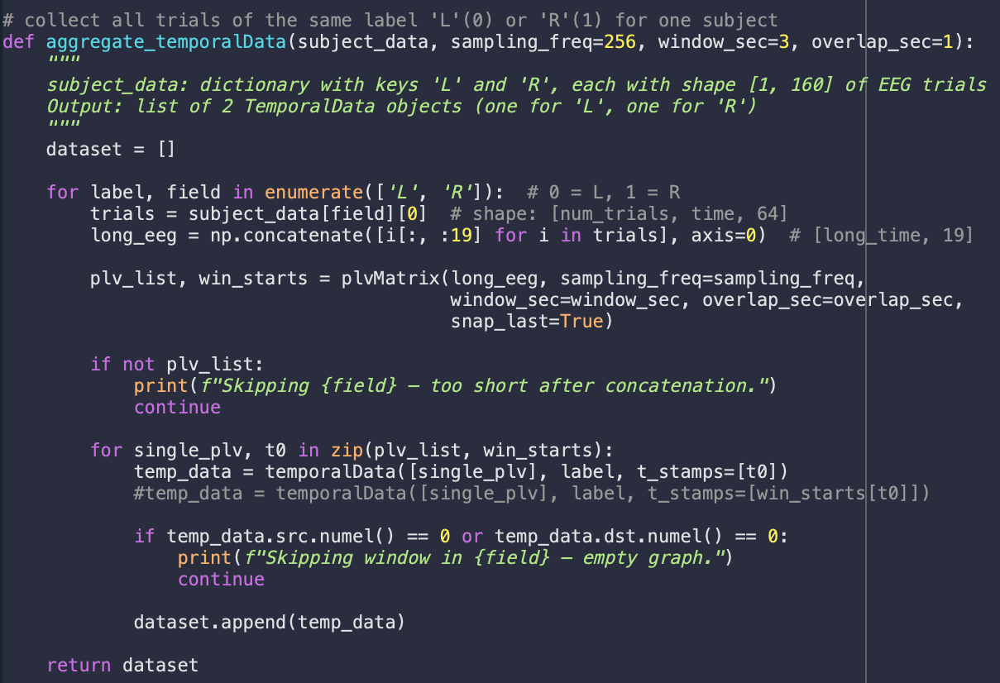 # collect all trials of the same label 'L'(0) or 'R'(1) for one subject
def aggregate_temporalData(subject_data, sampling_freq=256, window_sec=3, overlap_sec=1):
    """
    subject_data: dictionary with keys 'L' and 'R', each with shape [1, 160] of EEG trials
    Output: list of 2 TemporalData objects (one for 'L', one for 'R')
    """
    dataset = []

    for label, field in enumerate(['L', 'R']):  # 0 = L, 1 = R
        trials = subject_data[field][0]  # shape: [num_trials, time, 64]
        long_eeg = np.concatenate([i[:, :19] for i in trials], axis=0)  # [long_time, 19]

        plv_list, win_starts = plvMatrix(long_eeg, sampling_freq=sampling_freq,
                                         window_sec=window_sec, overlap_sec=overlap_sec,
                                         snap_last=True)

        if not plv_list:
            print(f"Skipping {field} — too short after concatenation.")
            continue

        for single_plv, t0 in zip(plv_list, win_starts):
            temp_data = temporalData([single_plv], label, t_stamps=[t0])
            #temp_data = temporalData([single_plv], label, t_stamps=[win_starts[t0]])

            if temp_data.src.numel() == 0 or temp_data.dst.numel() == 0:
                print(f"Skipping window in {field} — empty graph.")
                continue

            dataset.append(temp_data)

    return dataset